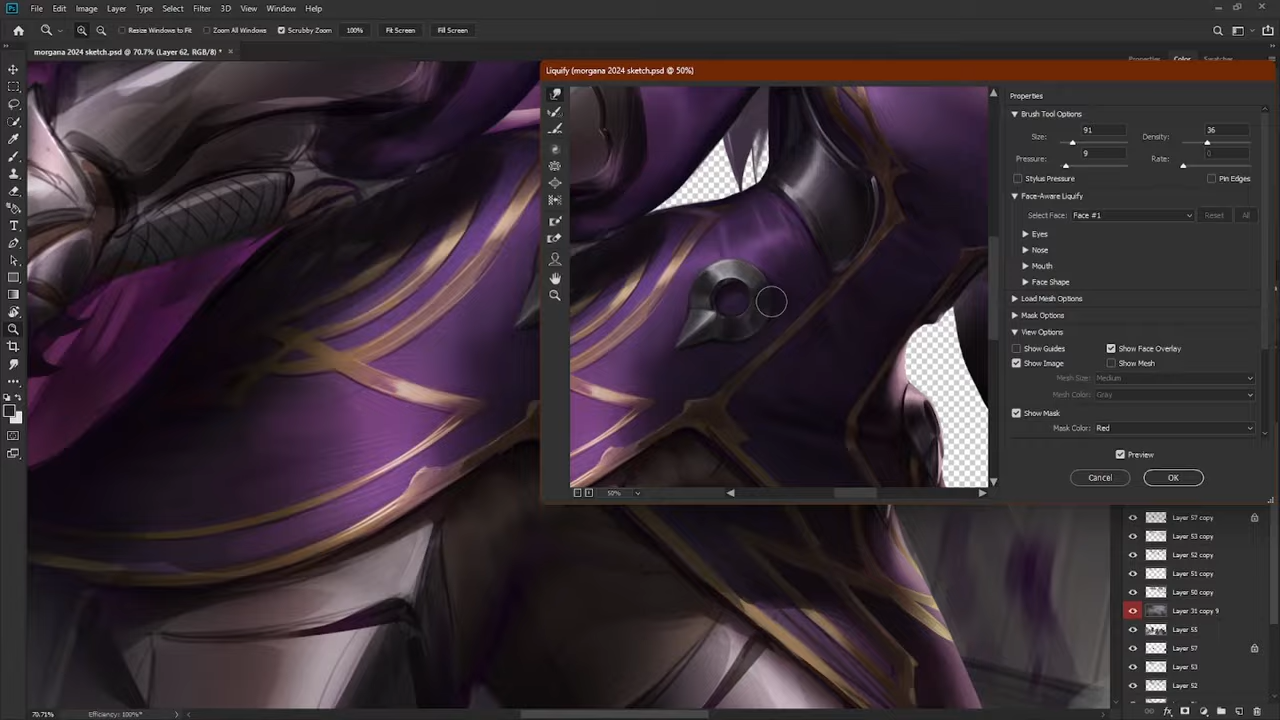 Ps File Edit Image Layer Type Select Filter 3D View Window Help
Resize Windows to Fit Zoom All Windows Scrubby Zoom 100% Fit Screen Fill Screen
morgana 2024 sketch.psd @ 70.7% (Layer 62, RGB/8) *
Properties Color Swatches
Liquify (morgana 2024 sketch.psd @ 50%)
Properties
Brush Tool Options
Size: 91 Density: 36
Pressure: 9 Rate: 0
Stylus Pressure Pin Edges
Face-Aware Liquify
Select Face: Face #1 Reset All
Eyes
Nose
Mouth
Face Shape
Load Mesh Options
Mask Options
View Options
Show Guides Show Face Overlay
Show Image Show Mesh
Mesh Size: Medium
Mesh Color: Gray
Show Mask
Mask Color: Red
Preview
Cancel OK
50%
Layer 57 copy
Layer 53 copy
Layer 52 copy
Layer 51 copy
Layer 50 copy
Layer 31 copy 9
Layer 55
Layer 57
Layer 53
Layer 52
70.71% Efficiency: 100%*
fx